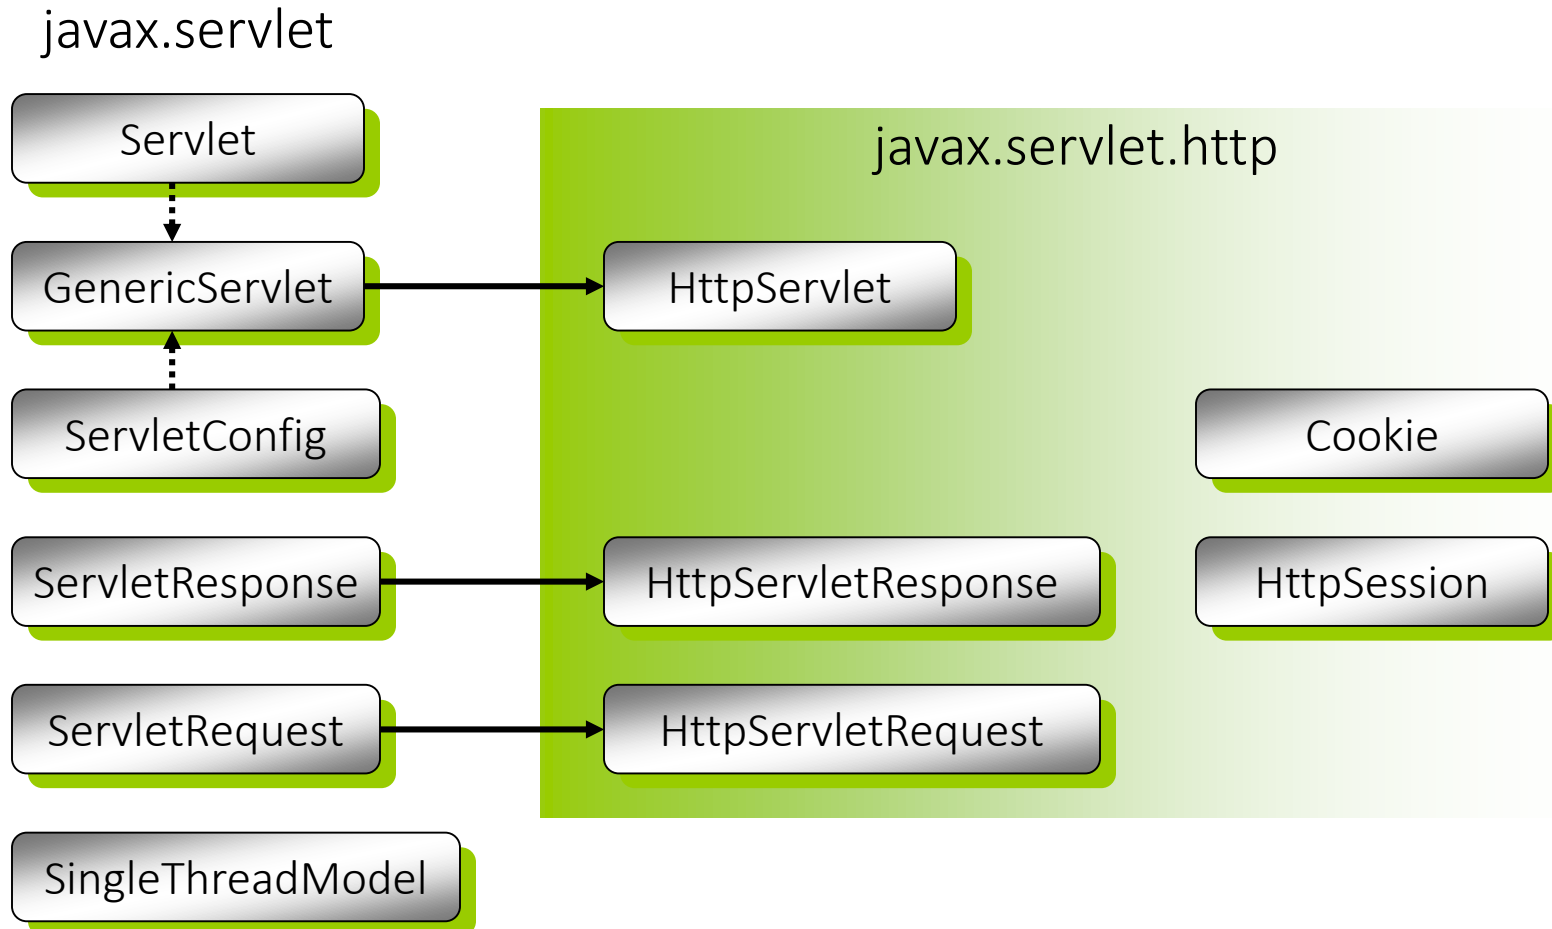 javax.servlet
Servlet
javax.servlet.http
GenericServlet
HttpServlet
ServletConfig
Cookie
ServletResponse
HttpServletResponse
HttpSession
ServletRequest
HttpServletRequest
SingleThreadModel